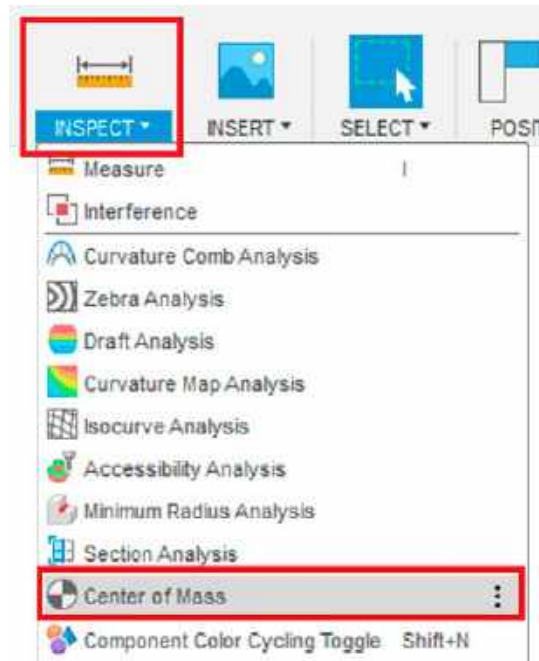 INSPECT INSERT SELECT POSI
Measure I
Interference
Curvature Comb Analysis
Zebra Analysis
Draft Analysis
Curvature Map Analysis
Isocurve Analysis
Accessibility Analysis
Minimum Radius Analysis
Section Analysis
Center of Mass
Component Color Cycling Toggle Shift+N